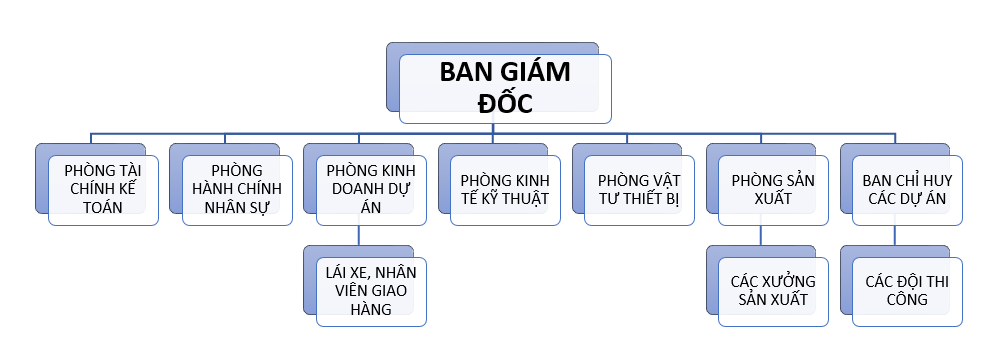 BAN GIÁM
ĐỐC
PHÒNG TÀI
CHÍNH KẾ
TOÁN
PHÒNG
HÀNH CHÍNH
NHÂN SỰ
PHÒNG KINH
DOANH DỰ
ÁN
PHÒNG KINH
TẾ KỸ THUẬT
PHÒNG VẬT
TƯ THIẾT BỊ
PHÒNG SẢN
XUẤT
BAN CHỈ HUY
CÁC DỰ ÁN
LÁI XE, NHÂN
VIÊN GIAO
HÀNG
CÁC XƯỞNG
SẢN XUẤT
CÁC ĐỘI THI
CÔNG